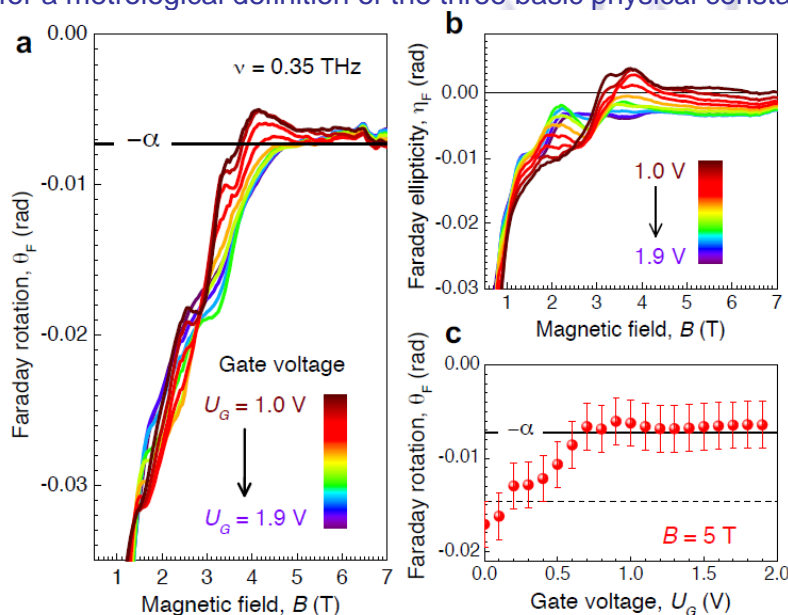 for a metrological definition of the three basic physical
a
0.00
-0.01
-0.02
-0.03
Faraday rotation, θF (rad)
ν = 0.35 THz
−α
Gate voltage
UG = 1.0 V
UG = 1.9 V
1 2 3 4 5 6 7
Magnetic field, B (T)
b
0.00
-0.01
-0.02
-0.03
Faraday ellipticity, ηF (rad)
1.0 V
1.9 V
1 2 3 4 5 6 7
Magnetic field, B (T)
c
0.00
-0.01
-0.02
Faraday rotation, θF (rad)
−α
B = 5 T
0.0 0.5 1.0 1.5 2.0
Gate voltage, UG (V)